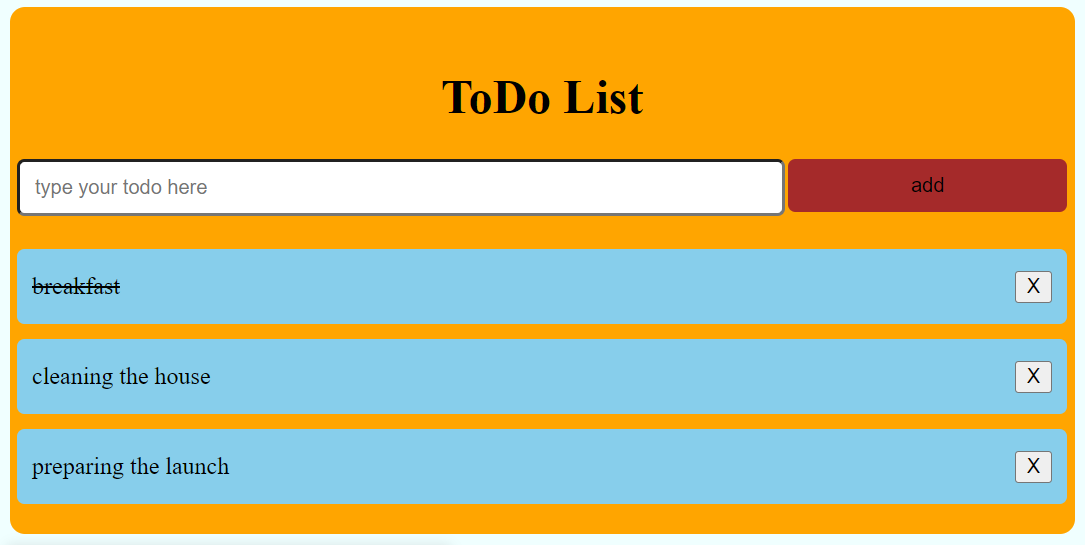 ToDo List
type your todo here
add
breakfast
X
cleaning the house
X
preparing the launch
X